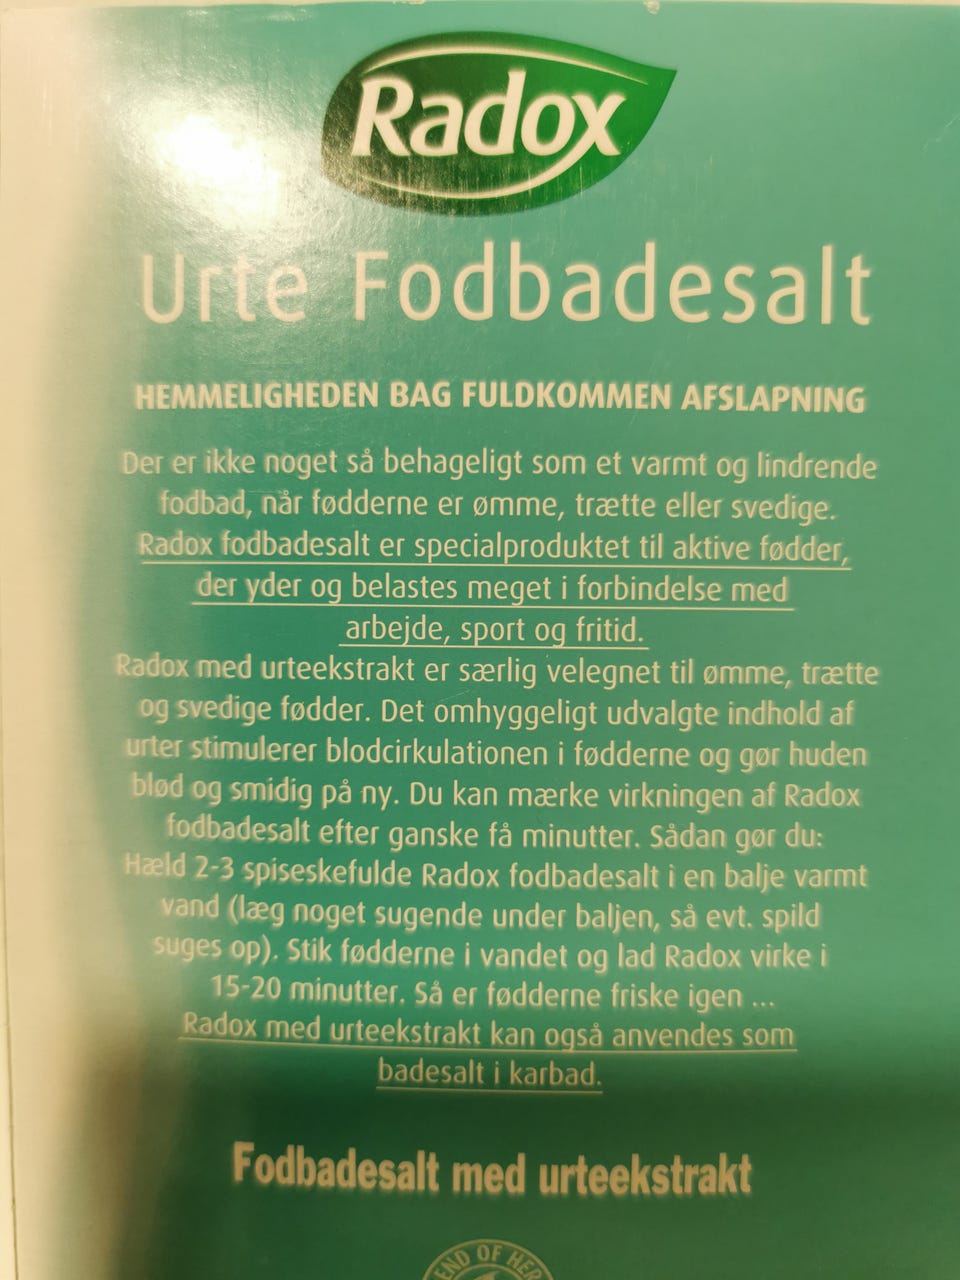 Radox
Urte Fodbadesalt
HEMMELIGHEDEN BAG FULDKOMMEN AFSLAPNING
Der er ikke noget så behageligt som et varmt og lindrende
fodbad, når fødderne er ømme, trætte eller svedige.
Radox fodbadesalt er specialproduktet til aktive fødder,
der yder og belastes meget i forbindelse med
arbejde, sport og fritid.
Radox med urteekstrakt er særlig velegnet til ømme, trætte
og svedige fødder. Det omhyggeligt udvalgte indhold af
urter stimulerer blodcirkulationen i fødderne og gør huden
blød og smidig på ny. Du kan mærke virkningen af Radox
fodbadesalt efter ganske få minutter. Sådan gør du:
Hæld 2-3 spiseskefulde Radox fodbadesalt i en balje varmt
vand (læg noget sugende under baljen, så evt. spild
suges op). Stik fødderne i vandet og lad Radox virke i
15-20 minutter. Så er fødderne friske igen ...
Radox med urteekstrakt kan også anvendes som
badesalt i karbad.
Fodbadesalt med urteekstrakt
OF